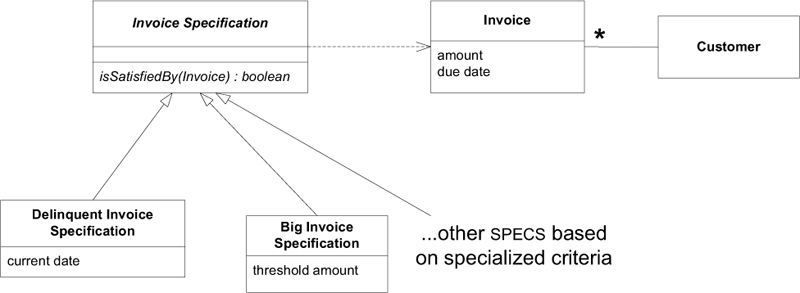 Invoice Specification
isSatisfiedBy(Invoice) : boolean
Invoice
amount
due date
*
Customer
Delinquent Invoice
Specification
current date
Big Invoice
Specification
threshold amount
...other SPECS based
on specialized criteria